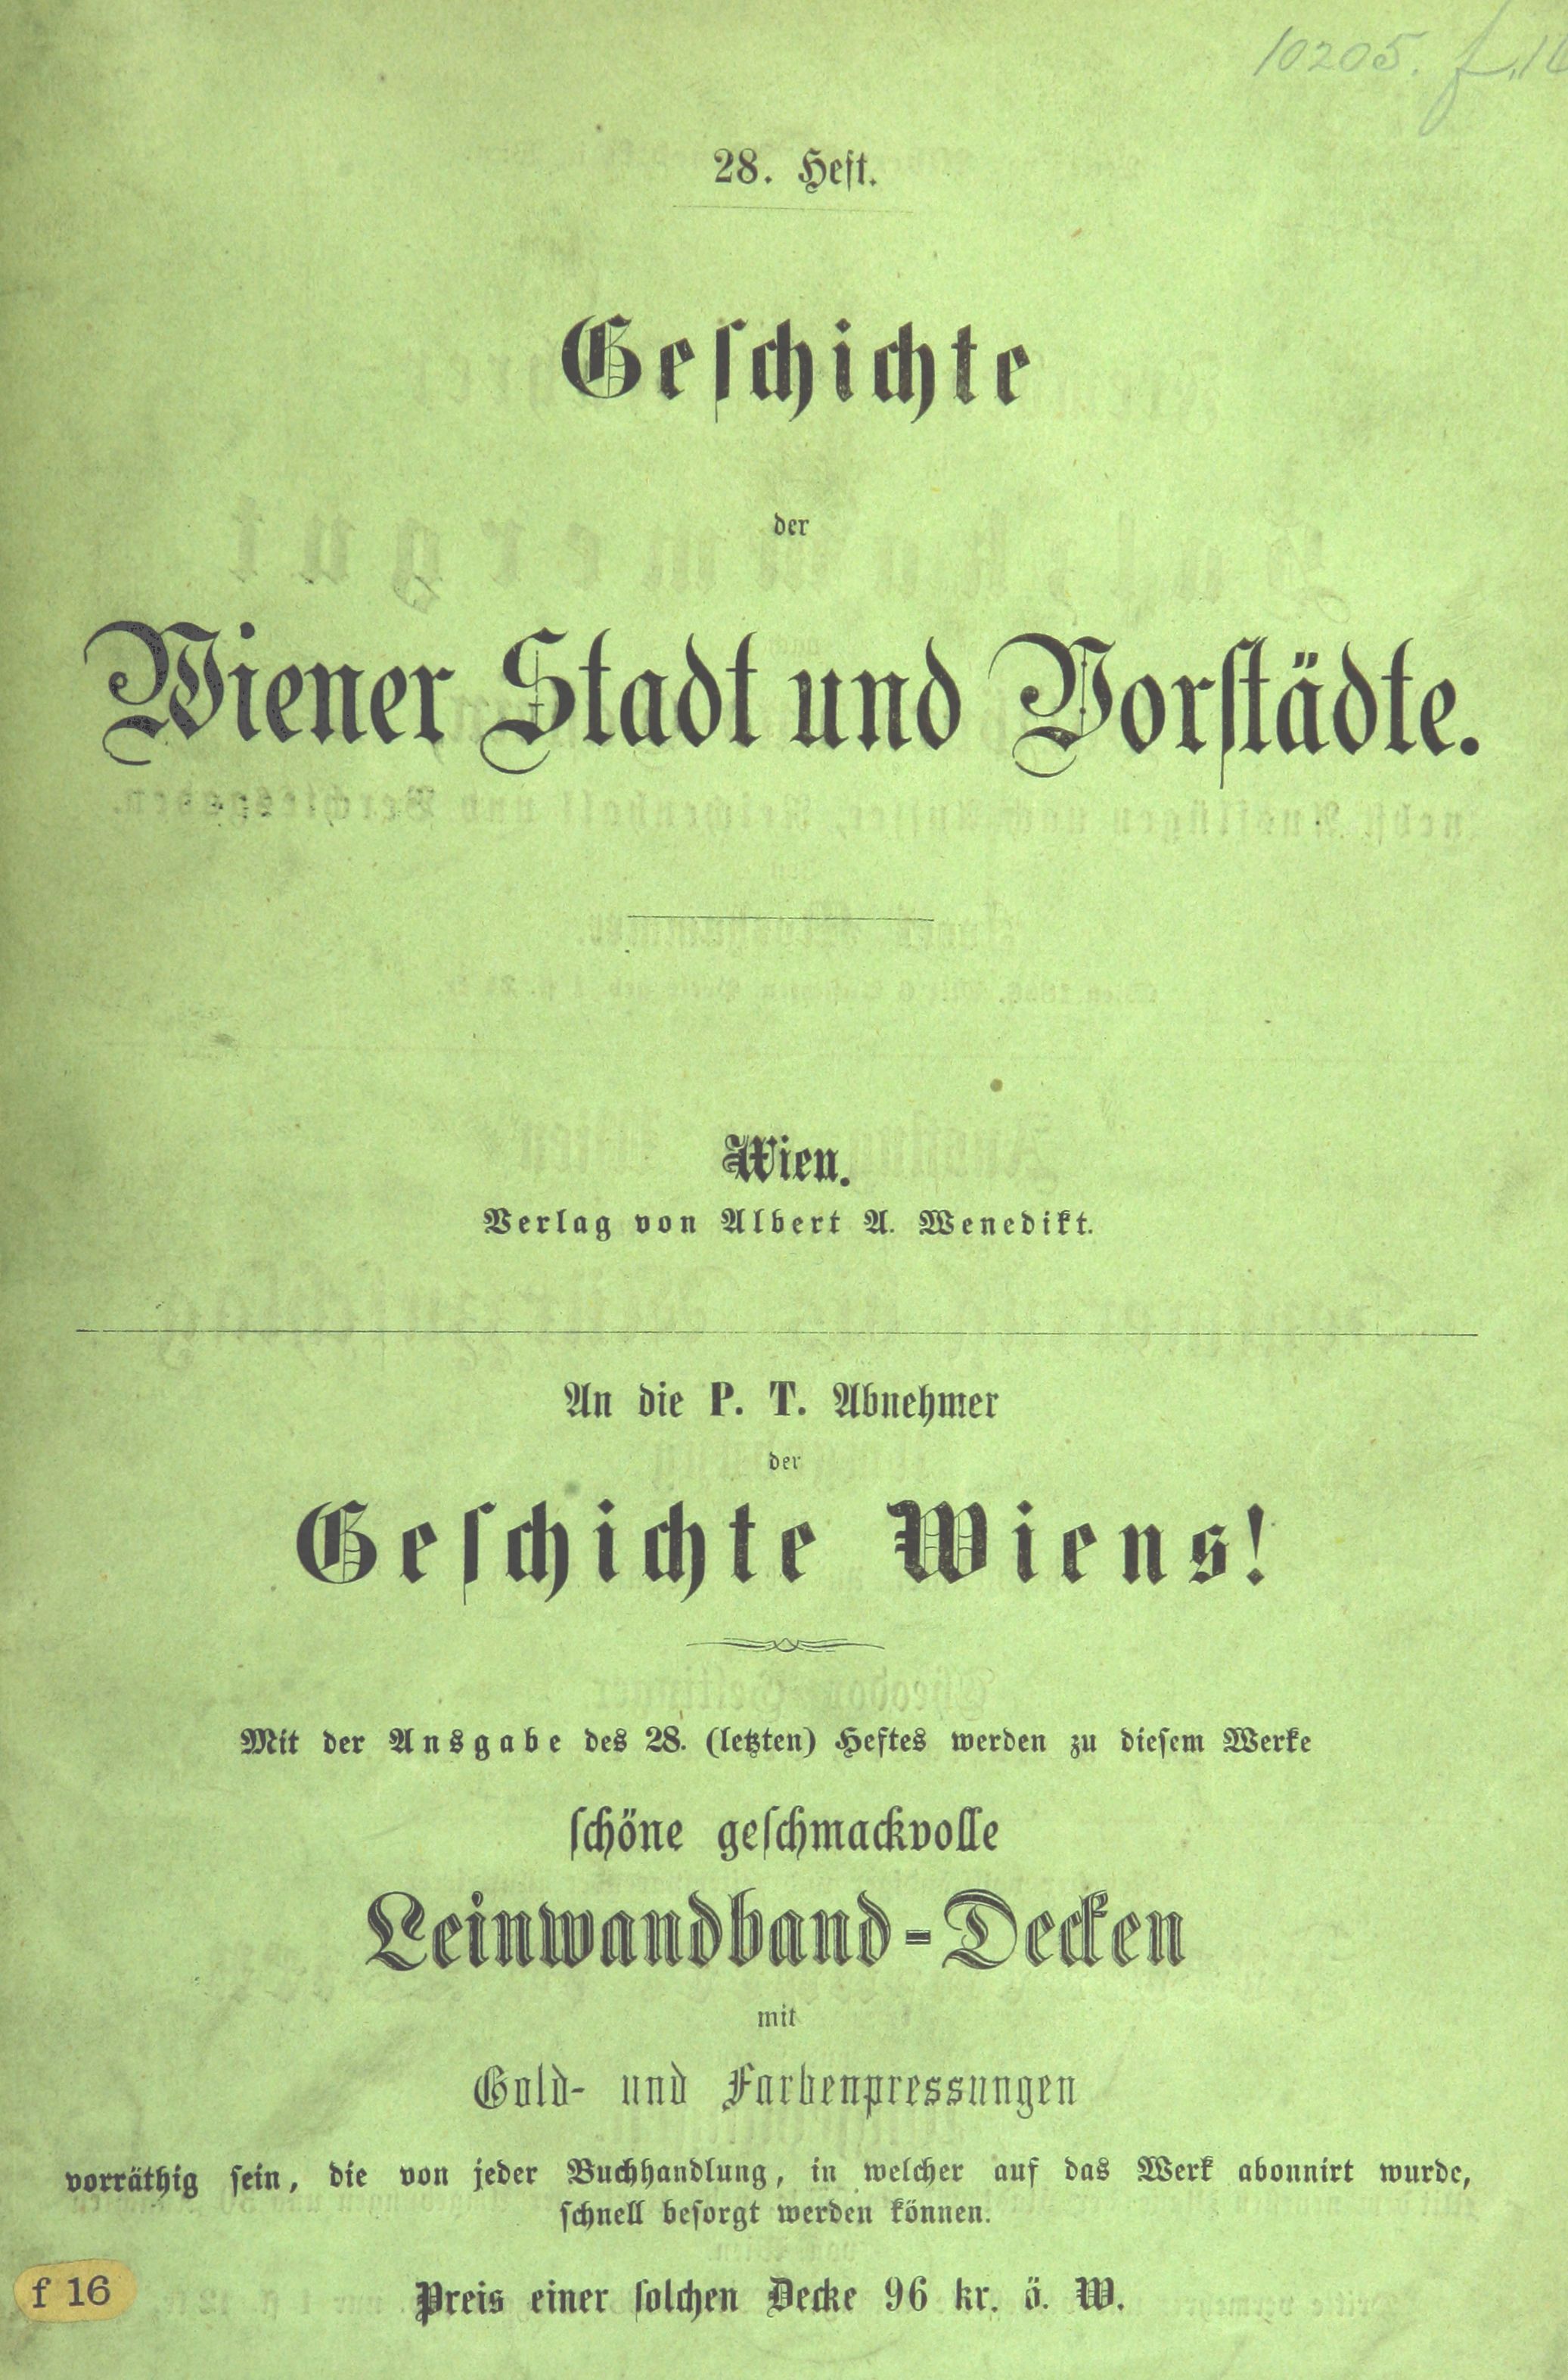 10205. f.16
28. Heft.
Geſchichte
der
Wiener Stadt und Vorſtädte.
Wien.
Verlag von Albert A. Wenedikt.
An die P. T. Abnehmer
der
Geſchichte Wiens!
Mit der Ansgabe des 28. (letzten) Heftes werden zu dieſem Werke
ſchöne geſchmackvolle
Leinwandband-Decken
mit
Gold- und Farbenpressungen
vorräthig ſein, die von jeder Buchhandlung, in welcher auf das Werk abonnirt wurde,
ſchnell beſorgt werden können.
f 16
Preis einer ſolchen Decke 96 kr. ö. W.